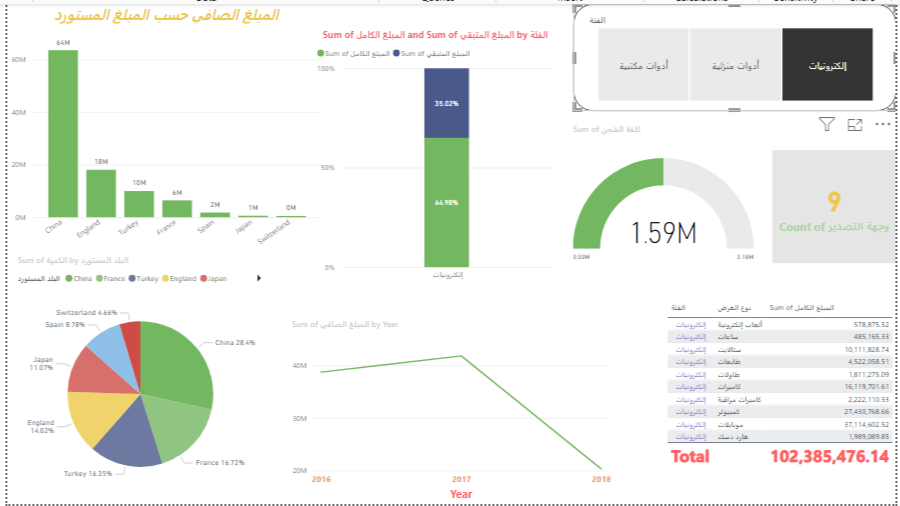 المبلغ الصافي حسب المبلغ المستورد
64M
60M
40M
20M
0M
18M
10M
6M
2M
1M
0M
China
England
Turkey
France
Spain
Japan
Switzerland
Sum of المبلغ الكامل and Sum of المبلغ المتبقي by الفئة
Sum of المبلغ الكامل
Sum of المبلغ المتبقي
100%
50%
0%
35.02%
64.98%
إلكترونيات
الفئة
أدوات مكتبية
أدوات منزلية
إلكترونيات
Sum of كلفة الشحن
1.59M
0.00M
3.18M
9
Count of وجهة التصدير
Sum of الكمية by البلد المستورد
البلد المستورد
China
France
Turkey
England
Japan
Switzerland 4.66%
Spain 8.78%
Japan
11.07%
England
14.02%
Turkey 16.35%
France 16.72%
China 28.4%
Sum of المبلغ الصافي by Year
40M
30M
20M
2016
2017
2018
Year
الفئة نوع الغرض Sum of المبلغ الكامل
إلكترونيات ألعاب إلكترونية 578,875.52
إلكترونيات ساعات 485,165.33
إلكترونيات ستالايت 10,111,828.74
إلكترونيات طابعات 4,522,058.51
إلكترونيات طاولات 1,811,275.09
إلكترونيات كاميرات 16,119,701.61
إلكترونيات كاميرات مراقبة 2,222,110.33
إلكترونيات كمبيوتر 27,430,768.66
إلكترونيات موبايلات 37,114,602.52
إلكترونيات هارد دسك 1,989,089.85
Total 102,385,476.14